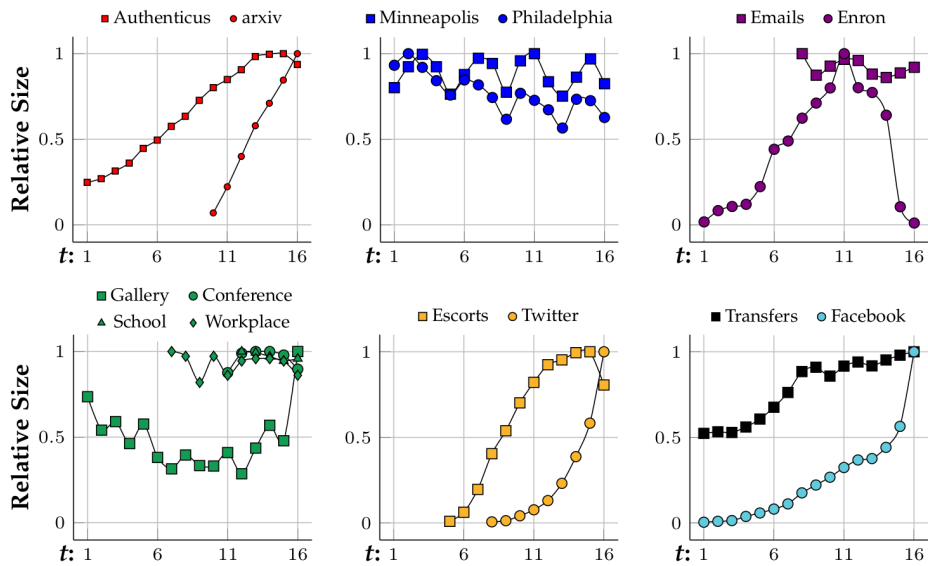 Authenticus arxiv
Minneapolis Philadelphia
Emails Enron
Relative Size
1
0.5
0
t: 1 6 11 16
t: 1 6 11 16
t: 1 6 11 16
Gallery Conference
School Workplace
Escorts Twitter
Transfers Facebook
Relative Size
1
0.5
0
t: 1 6 11 16
t: 1 6 11 16
t: 1 6 11 16
1
0.5
0
1
0.5
0
1
0.5
0
1
0.5
0